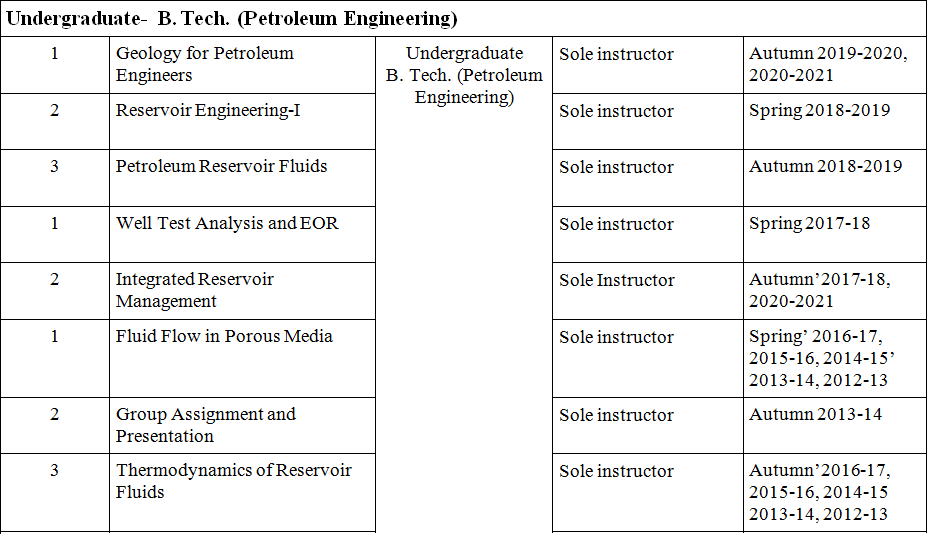 Undergraduate- B. Tech. (Petroleum Engineering)
1
Geology for Petroleum
Engineers
Undergraduate
B. Tech. (Petroleum
Engineering)
Sole instructor
Autumn 2019-2020,
2020-2021
2
Reservoir Engineering-I
Sole instructor
Spring 2018-2019
3
Petroleum Reservoir Fluids
Sole instructor
Autumn 2018-2019
1
Well Test Analysis and EOR
Sole instructor
Spring 2017-18
2
Integrated Reservoir
Management
Sole Instructor
Autumn’2017-18,
2020-2021
1
Fluid Flow in Porous Media
Sole instructor
Spring’ 2016-17,
2015-16, 2014-15’
2013-14, 2012-13
2
Group Assignment and
Presentation
Sole instructor
Autumn 2013-14
3
Thermodynamics of Reservoir
Fluids
Sole instructor
Autumn’2016-17,
2015-16, 2014-15
2013-14, 2012-13